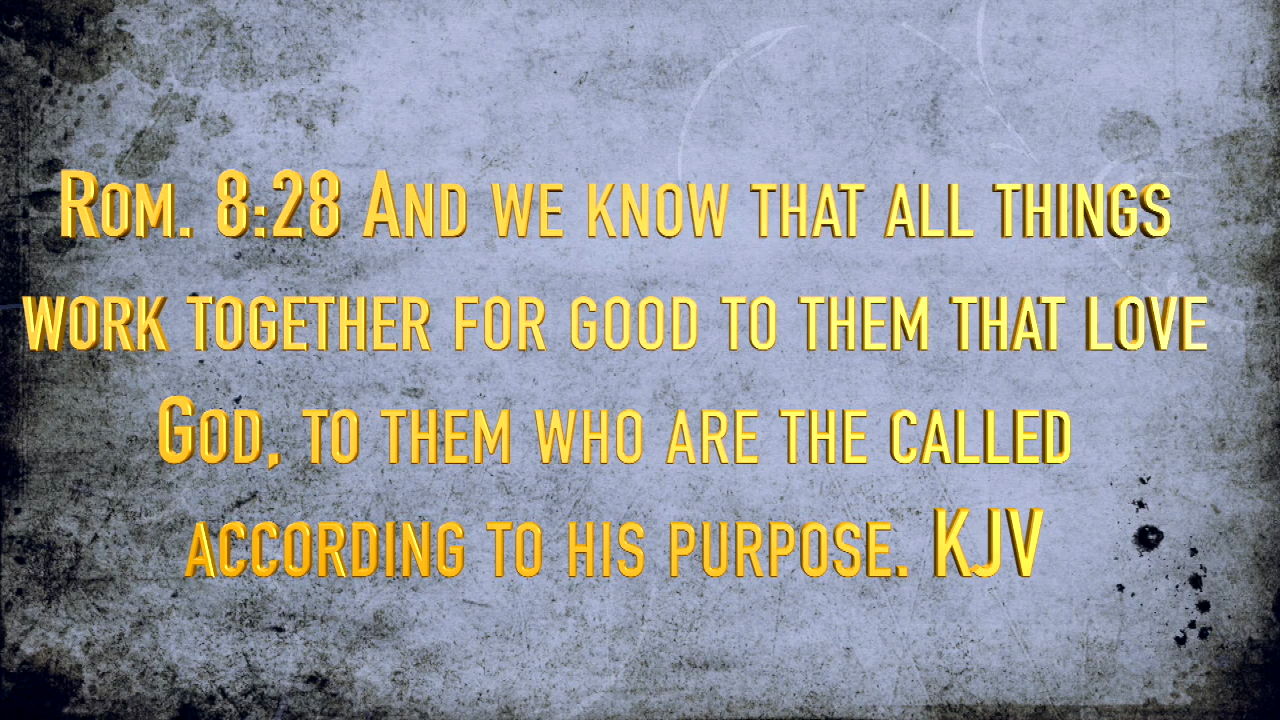 Rom. 8:28 And we know that all things
work together for good to them that love
God, to them who are the called
according to his purpose. KJV